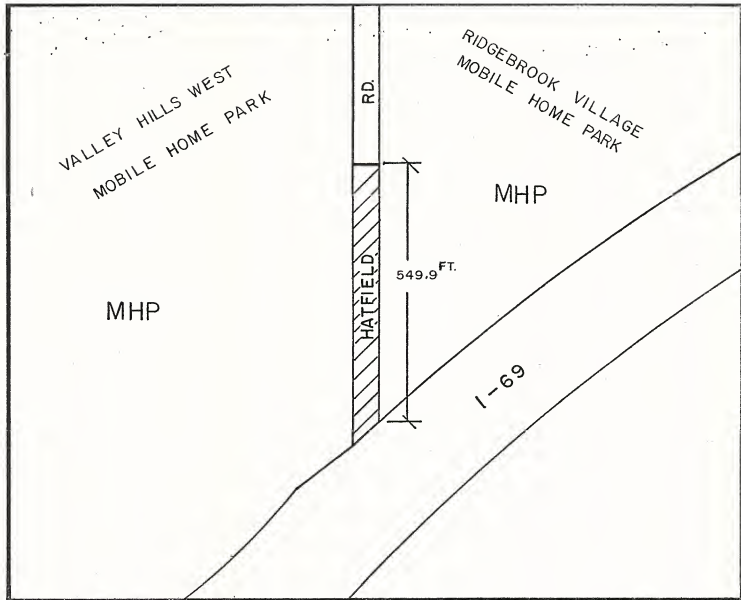 VALLEY HILLS WEST
MOBILE HOME PARK
RD.
RIDGEBROOK VILLAGE
MOBILE HOME PARK
MHP
MHP
HATFIELD
549.9 FT.
I-69